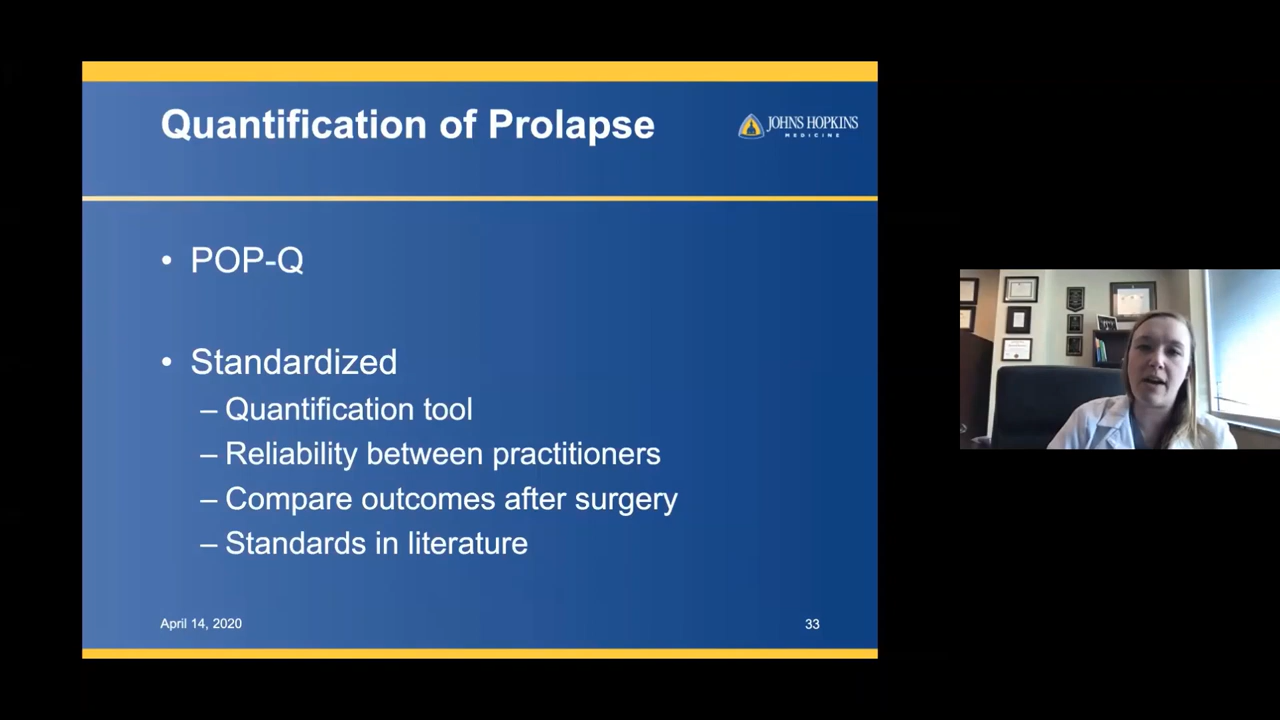 Quantification of Prolapse
JOHNS HOPKINS
MEDICINE
• POP-Q
• Standardized
– Quantification tool
– Reliability between practitioners
– Compare outcomes after surgery
– Standards in literature
April 14, 2020
33